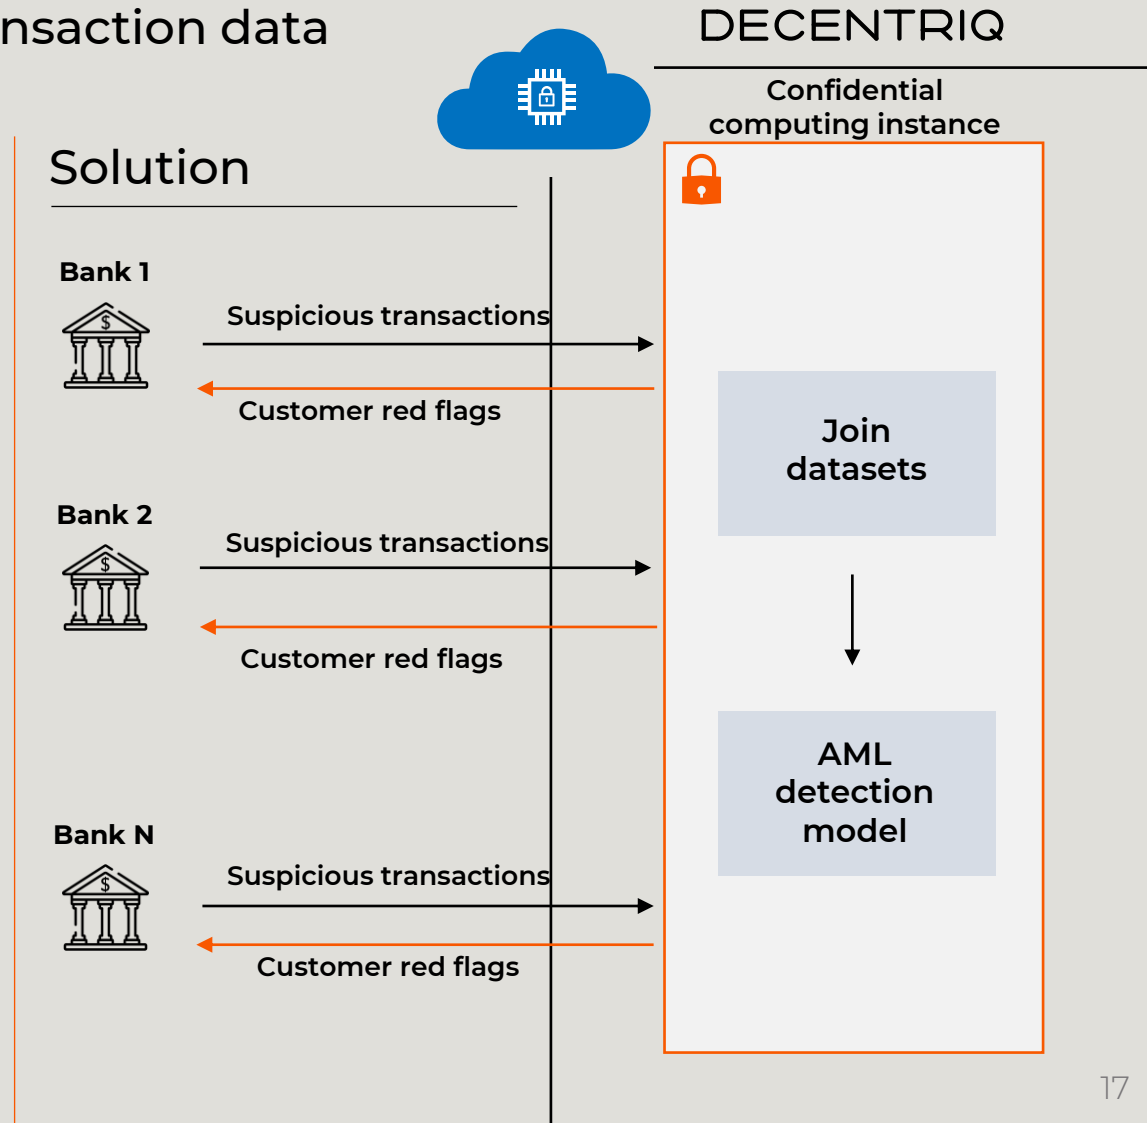 nsaction data
DECENTRIQ
Confidential
computing instance
Solution
Bank 1
$
Suspicious transactions
Customer red flags
Join
datasets
Bank 2
$
Suspicious transactions
Customer red flags
AML
detection
model
Bank N
$
Suspicious transactions
Customer red flags
17